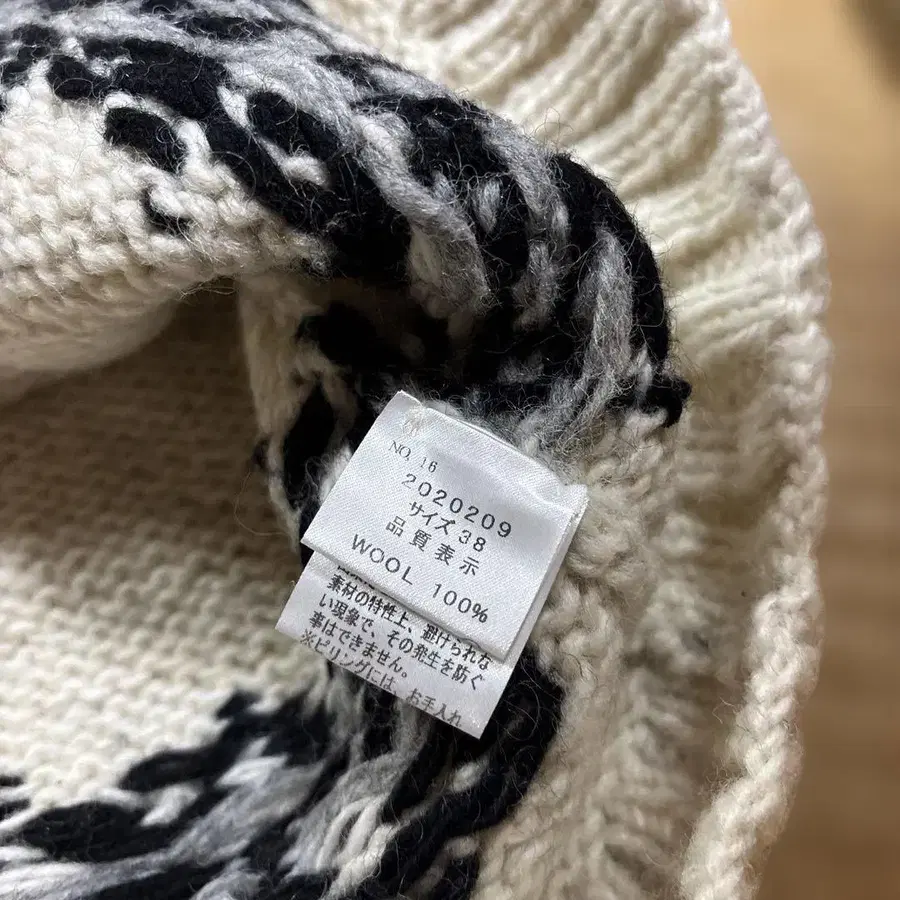 NO. 16
2020209
サイズ 38
品質表示
WOOL 100%
素材の特性上、避けられな
い現象で、その発生を防ぐ
事はできません。
※ピリングには、お手入れ